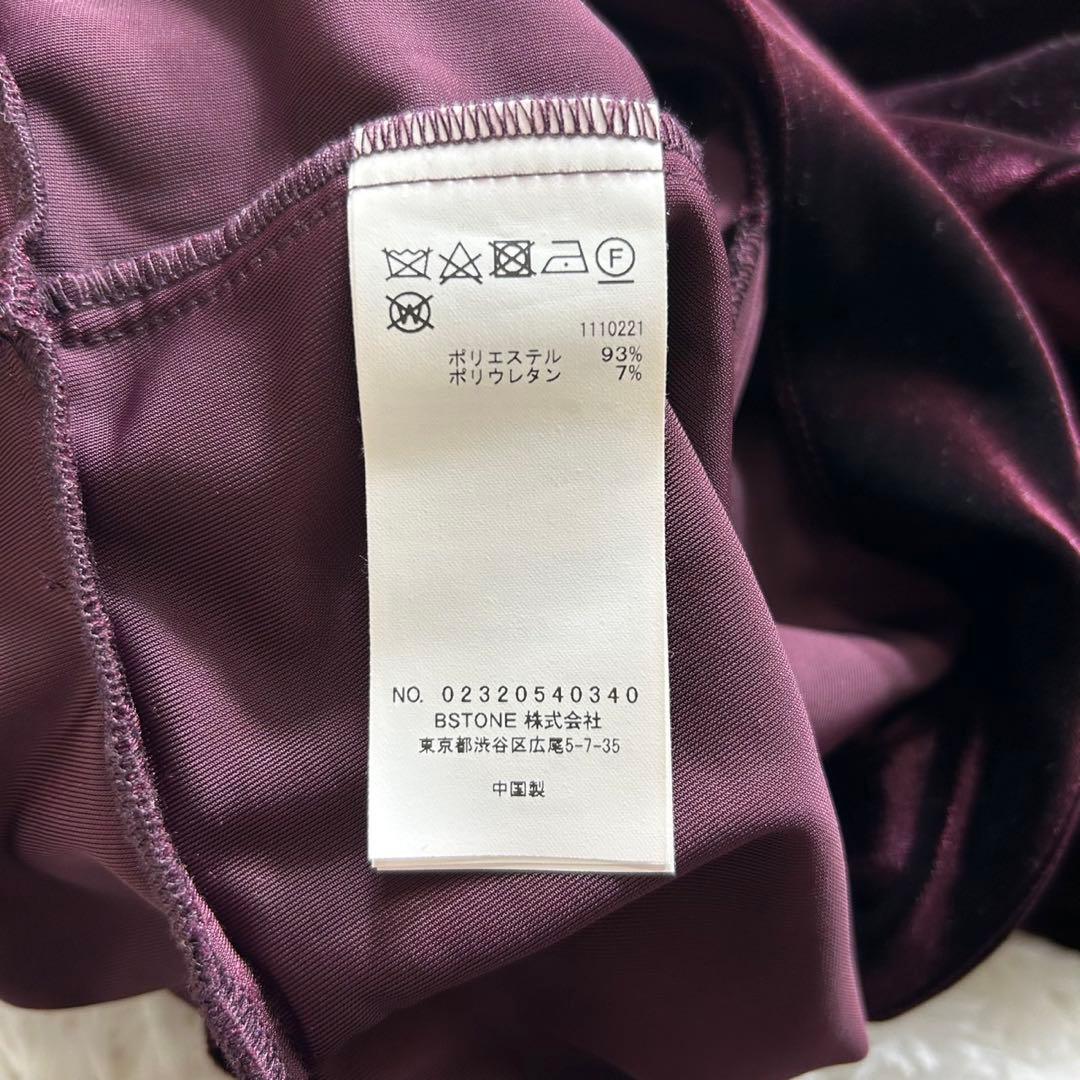 F
W
1110221
ポリエステル 93%
ポリウレタン 7%
NO. 02320540340
BSTONE 株式会社
東京都渋谷区広尾5-7-35
中国製